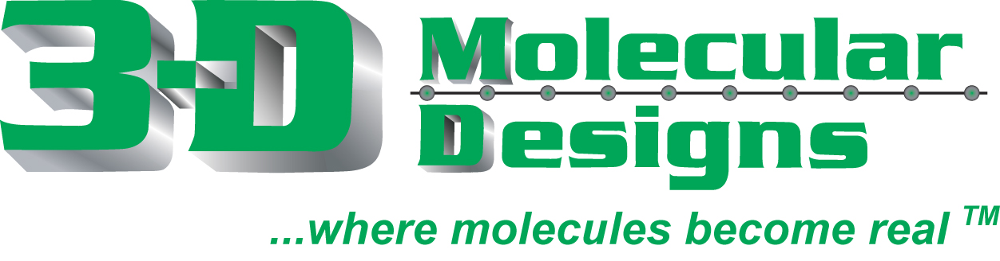 3-D Molecular
Designs
...where molecules become real ™